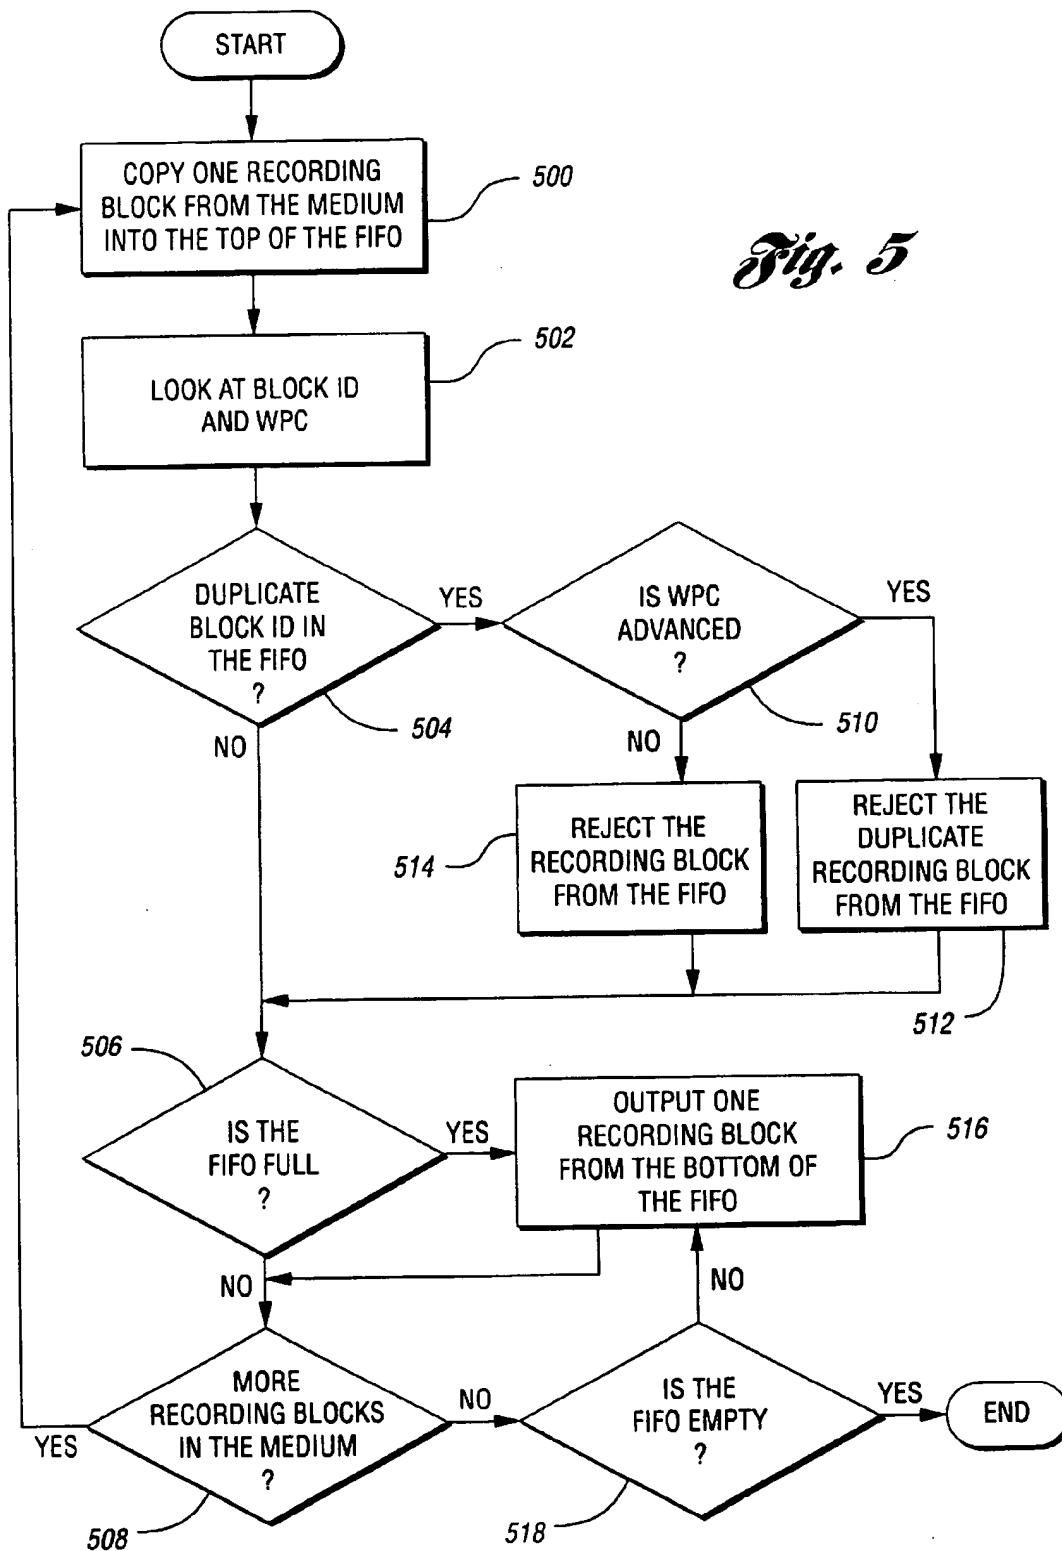 START
COPY ONE RECORDING
BLOCK FROM THE MEDIUM
INTO THE TOP OF THE FIFO
500
Fig. 5
LOOK AT BLOCK ID
AND WPC
502
DUPLICATE
BLOCK ID IN
THE FIFO
?
504
YES
NO
IS WPC
ADVANCED
?
510
YES
NO
REJECT THE
RECORDING BLOCK
FROM THE FIFO
514
REJECT THE
DUPLICATE
RECORDING BLOCK
FROM THE FIFO
512
506
IS THE
FIFO FULL
?
YES
NO
OUTPUT ONE
RECORDING BLOCK
FROM THE BOTTOM OF
THE FIFO
516
NO
MORE
RECORDING BLOCKS
IN THE MEDIUM
?
508
YES
NO
IS THE
FIFO EMPTY
?
518
YES
END